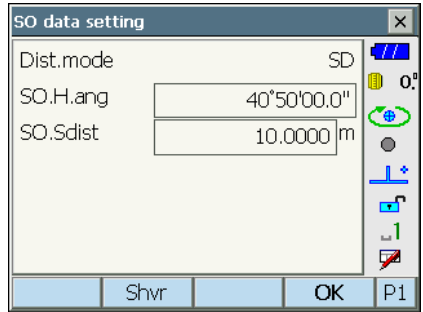 SO data setting
Dist.mode SD
SO.H.ang 40°50'00.0"
SO.Sdist 10.0000 m
0."
1
Shvr OK P1